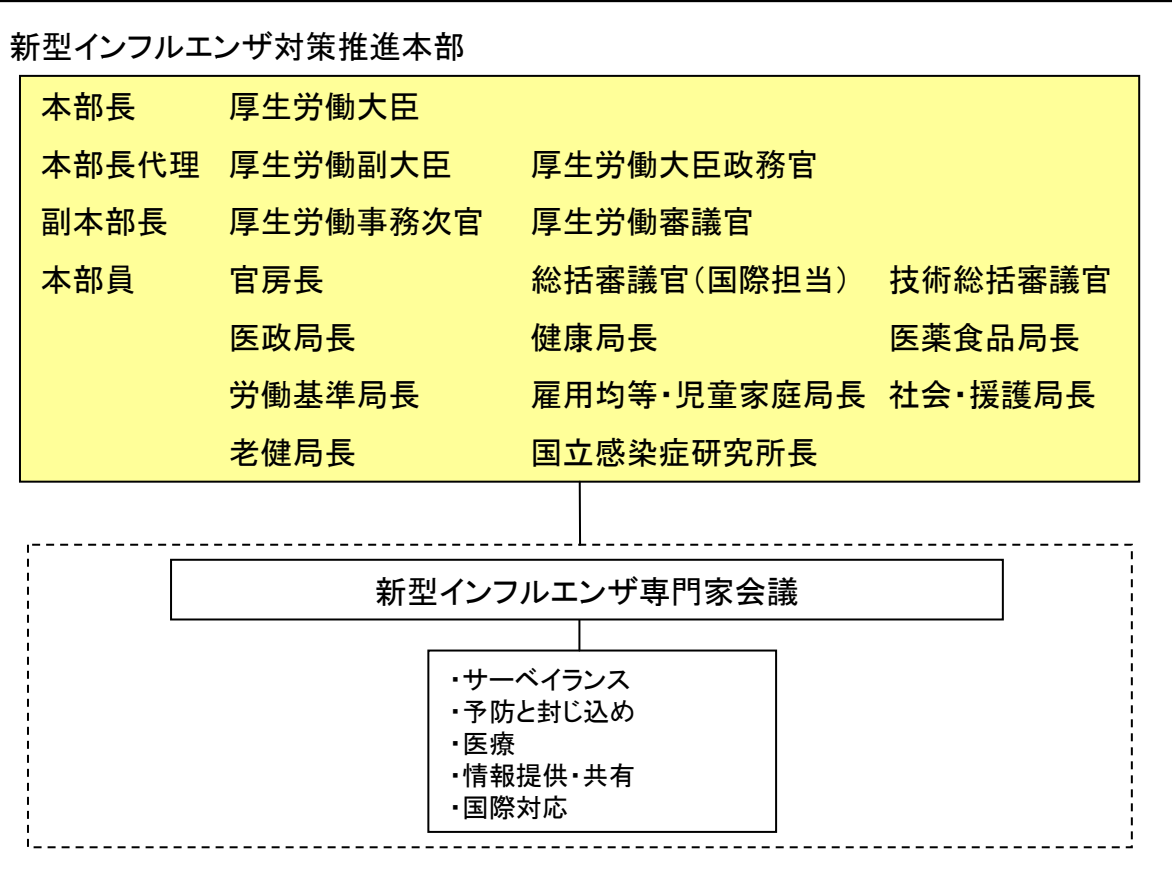 新型インフルエンザ対策推進本部
本部長 厚生労働大臣
本部長代理 厚生労働副大臣 厚生労働大臣政務官
副本部長 厚生労働事務次官 厚生労働審議官
本部員 官房長 総括審議官(国際担当) 技術総括審議官
医政局長 健康局長 医薬食品局長
労働基準局長 雇用均等・児童家庭局長 社会・援護局長
老健局長 国立感染症研究所長
新型インフルエンザ専門家会議
・サーベイランス
・予防と封じ込め
・医療
・情報提供・共有
・国際対応